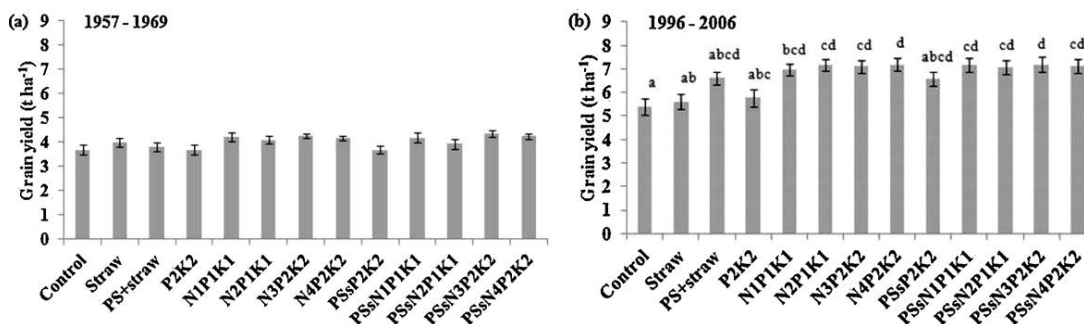 (a) 1957 - 1969
Grain yield (t ha⁻¹)
9
8
7
6
5
4
3
2
1
0
Control
Straw
PS+straw
P2K2
N1P1K1
N2P1K1
N3P2K2
N4P2K2
PSsP2K2
PSsN1P1K1
PSsN2P1K1
PSsN3P2K2
PSsN4P2K2
(b) 1996 - 2006
Grain yield (t ha⁻¹)
9
8
7
6
5
4
3
2
1
0
a ab abcd abc bcd cd cd d abcd cd cd d cd
Control
Straw
PS+straw
P2K2
N1P1K1
N2P1K1
N3P2K2
N4P2K2
PSsP2K2
PSsN1P1K1
PSsN2P1K1
PSsN3P2K2
PSsN4P2K2